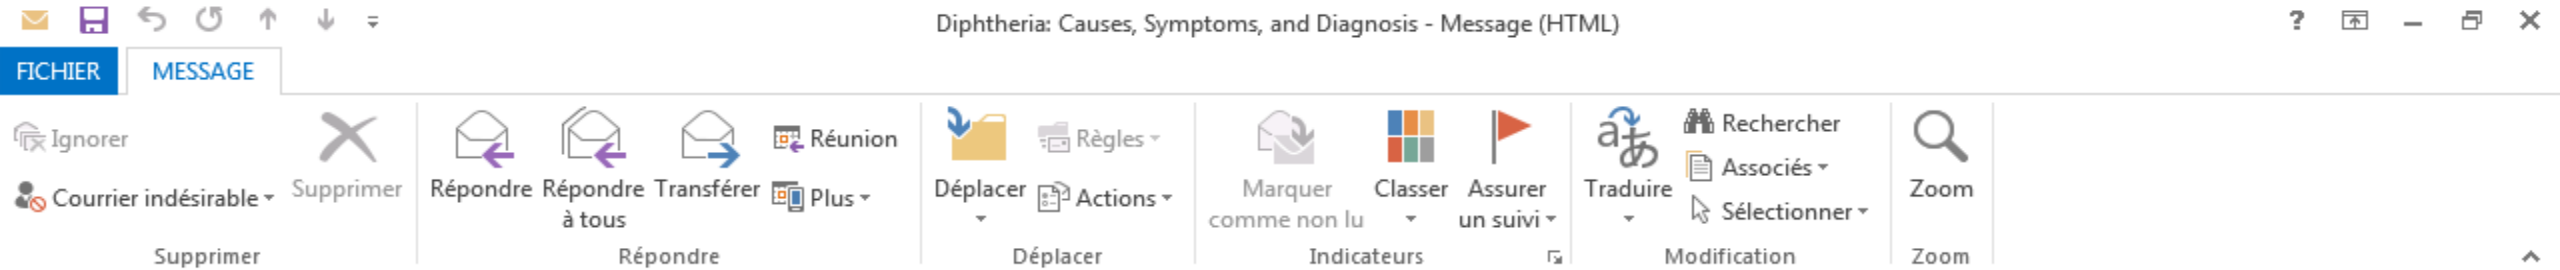 Diphtheria: Causes, Symptoms, and Diagnosis - Message (HTML)
?
FICHIER
MESSAGE
Ignorer
Courrier indésirable
Supprimer
Supprimer
Répondre
Répondre
à tous
Transférer
Réunion
Plus
Répondre
Déplacer
Règles
Actions
Déplacer
Marquer
comme non lu
Classer
Assurer
un suivi
Indicateurs
Traduire
Rechercher
Associés
Sélectionner
Modification
Zoom
Zoom